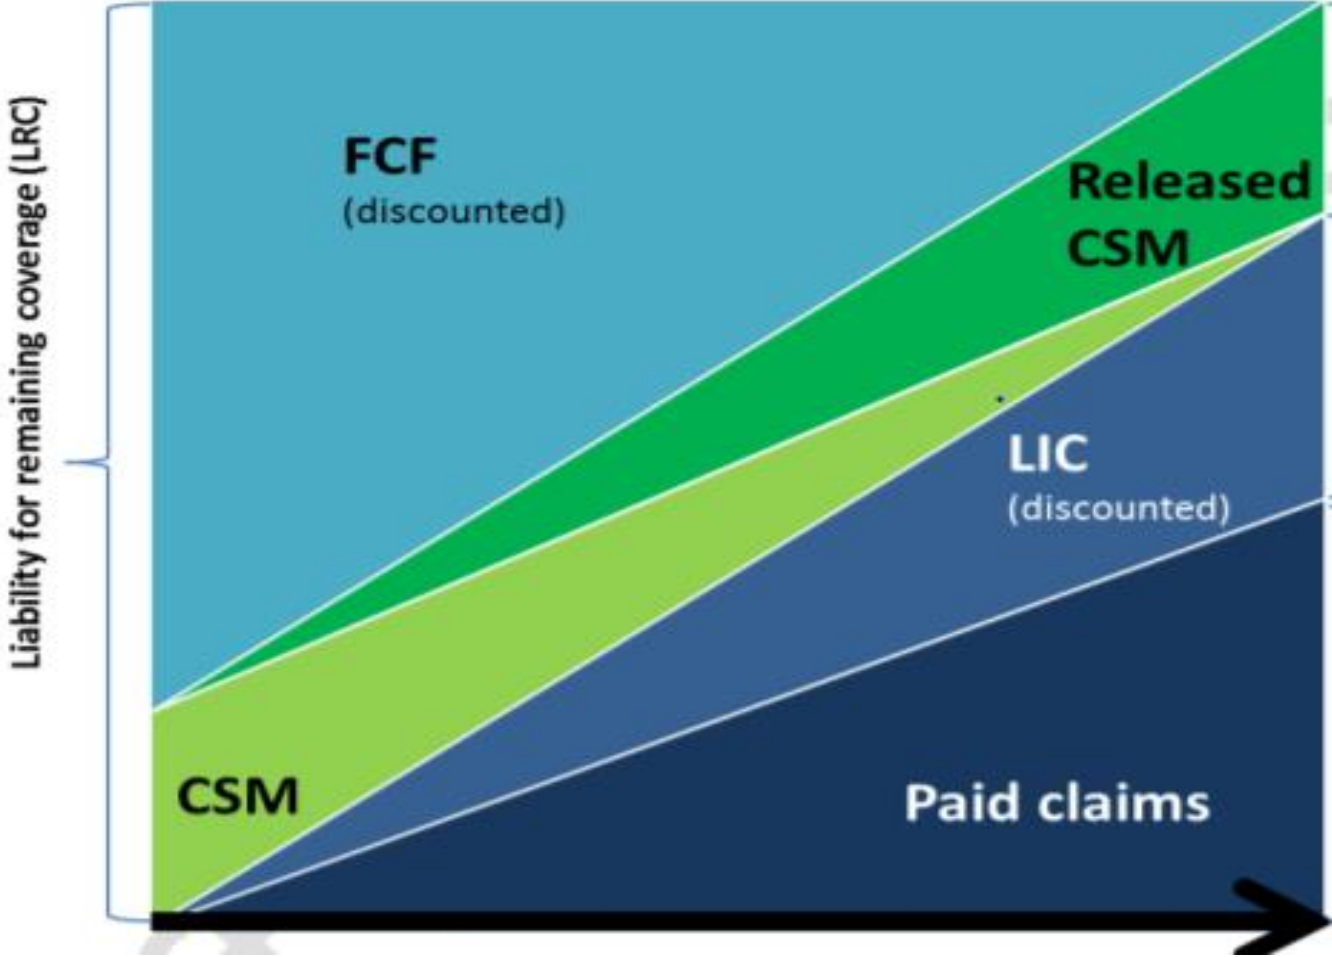 Liability for remaining coverage (LRC)
FCF
(discounted)
Released
CSM
LIC
(discounted)
CSM
Paid claims